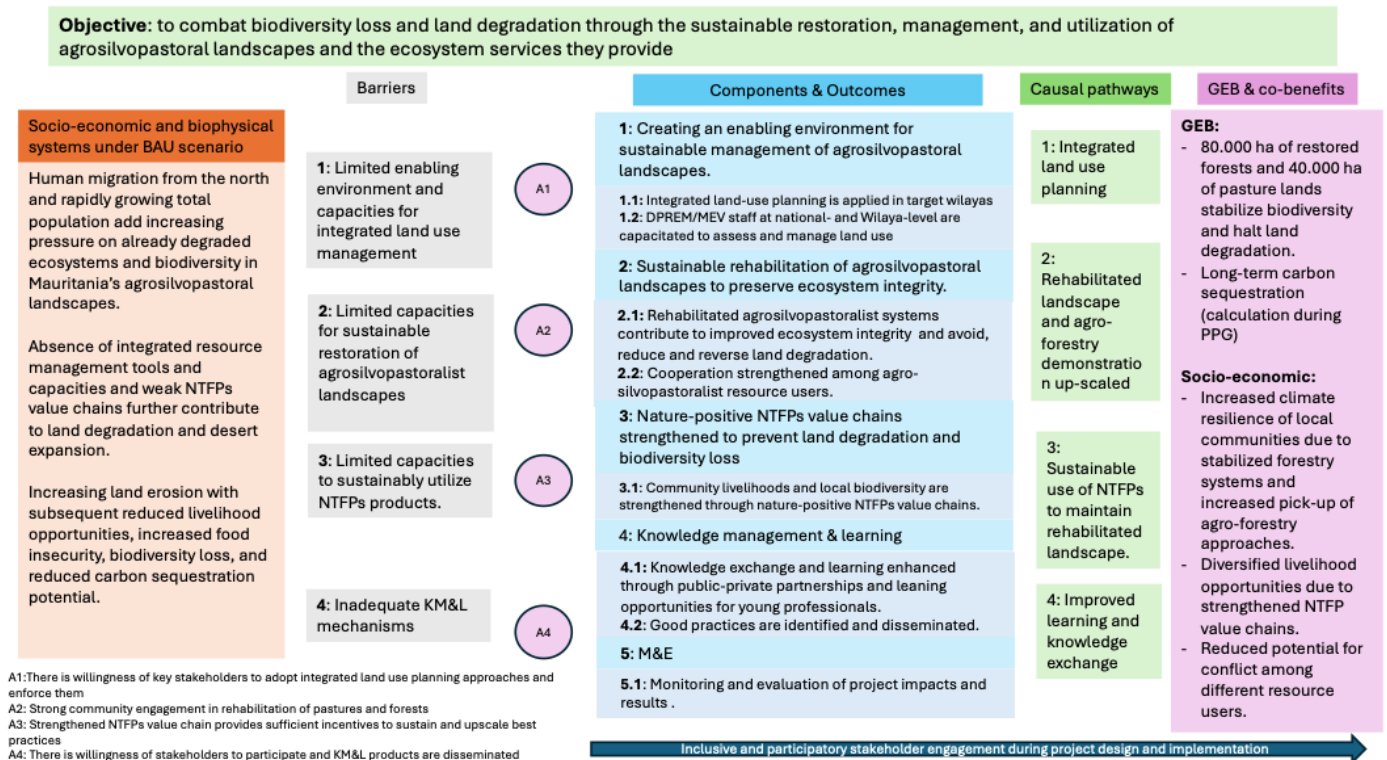 Objective: to combat biodiversity loss and land degradation through the sustainable restoration, management, and utilization of
agrosilvopastoral landscapes and the ecosystem services they provide
Barriers
Components & Outcomes
Causal pathways
GEB & co-benefits
Socio-economic and biophysical
systems under BAU scenario
Human migration from the north
and rapidly growing total
population add increasing
pressure on already degraded
ecosystems and biodiversity in
Mauritania's agrosilvopastoral
landscapes.
Absence of integrated resource
management tools and
capacities and weak NTFPs
value chains further contribute
to land degradation and desert
expansion.
Increasing land erosion with
subsequent reduced livelihood
opportunities, increased food
insecurity, biodiversity loss, and
reduced carbon sequestration
potential.
1: Limited enabling
environment and
capacities for
integrated land use
management
2: Limited capacities
for sustainable
restoration of
agrosilvopastoralist
landscapes
3: Limited capacities
to sustainably utilize
NTFPs products.
4: Inadequate KM&L
mechanisms
A1
A2
A3
A4
1: Creating an enabling environment for
sustainable management of agrosilvopastoral
landscapes.
1.1: Integrated land-use planning is applied in target wilayas
1.2: DPREM/MEV staff at national- and Wilaya-level are
capacitated to assess and manage land use
2: Sustainable rehabilitation of agrosilvopastoral
landscapes to preserve ecosystem integrity.
2.1: Rehabilitated agrosilvopastoralist systems
contribute to improved ecosystem integrity and avoid,
reduce and reverse land degradation.
2.2: Cooperation strengthened among agro-
silvopastoralist resource users.
3: Nature-positive NTFPs value chains
strengthened to prevent land degradation and
biodiversity loss
3.1: Community livelihoods and local biodiversity are
strengthened through nature-positive NTFPs value chains.
4: Knowledge management & learning
4.1: Knowledge exchange and learning enhanced
through public-private partnerships and leaning
opportunities for young professionals.
4.2: Good practices are identified and disseminated.
5: M&E
5.1: Monitoring and evaluation of project impacts and
results .
1: Integrated
land use
planning
2:
Rehabilitated
landscape
and agro-
forestry
demonstratio
n up-scaled
3:
Sustainable
use of NTFPs
to maintain
rehabilitated
landscape.
4: Improved
learning and
knowledge
exchange
GEB:
- 80.000 ha of restored
forests and 40.000 ha
of pasture lands
stabilize biodiversity
and halt land
degradation.
- Long-term carbon
sequestration
(calculation during
PPG)
Socio-economic:
- Increased climate
resilience of local
communities due to
stabilized forestry
systems and
increased pick-up of
agro-forestry
approaches.
- Diversified livelihood
opportunities due to
strengthened NTFP
value chains.
- Reduced potential for
conflict among
different resource
users.
A1:There is willingness of key stakeholders to adopt integrated land use planning approaches and
enforce them
A2: Strong community engagement in rehabilitation of pastures and forests
A3: Strengthened NTFPs value chain provides sufficient incentives to sustain and upscale best
practices
A4: There is willingness of stakeholders to participate and KM&L products are disseminated
Inclusive and participatory stakeholder engagement during project design and implementation